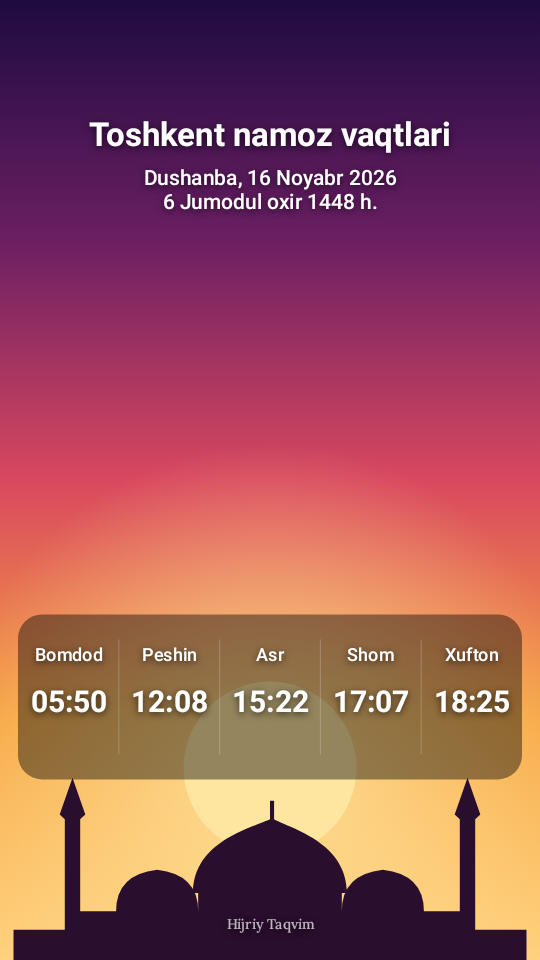 Toshkent namoz vaqtlari
Dushanba, 16 Noyabr 2026
6 Jumodul oxir 1448 h.
Bomdod Peshin Asr Shom Xufton
05:50 12:08 15:22 17:07 18:25
Hijriy Taqvim